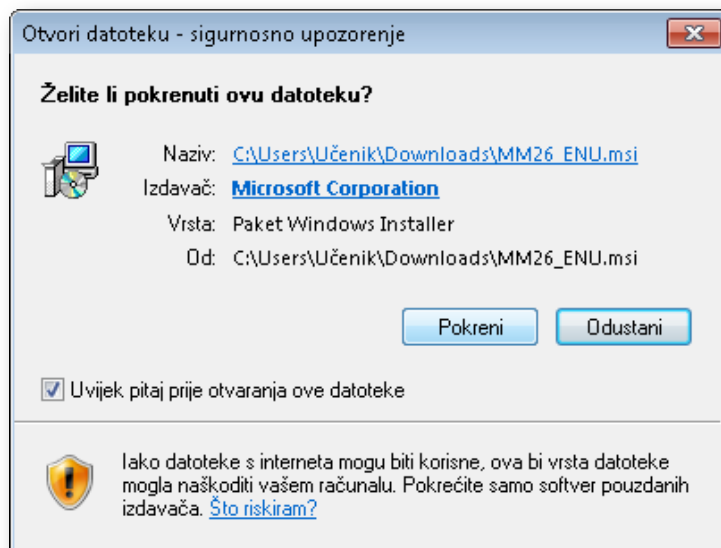 Otvori datoteku - sigurnosno upozorenje
Želite li pokrenuti ovu datoteku?
Naziv: C:\Users\Učenik\Downloads\MM26_ENU.msi
Izdavač: Microsoft Corporation
Vrsta: Paket Windows Installer
Od: C:\Users\Učenik\Downloads\MM26_ENU.msi
Pokreni Odustani
Uvijek pitaj prije otvaranja ove datoteke
Iako datoteke s interneta mogu biti korisne, ova bi vrsta datoteke
mogla naškoditi vašem računalu. Pokrećite samo softver pouzdanih
izdavača. Što riskiram?